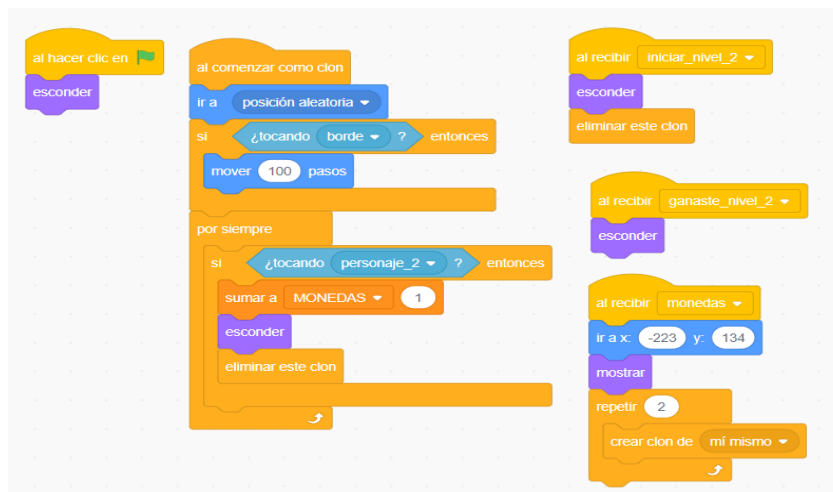 al hacer clic en
esconder
al comenzar como clon
ir a posición aleatoria
si ¿tocando borde ? entonces
mover 100 pasos
por siempre
si ¿tocando personaje_2 ? entonces
sumar a MONEDAS 1
esconder
eliminar este clon
al recibir iniciar_nivel_2
esconder
eliminar este clon
al recibir ganaste_nivel_2
esconder
al recibir monedas
ir a x: -223 y: 134
mostrar
repetir 2
crear clon de mí mismo